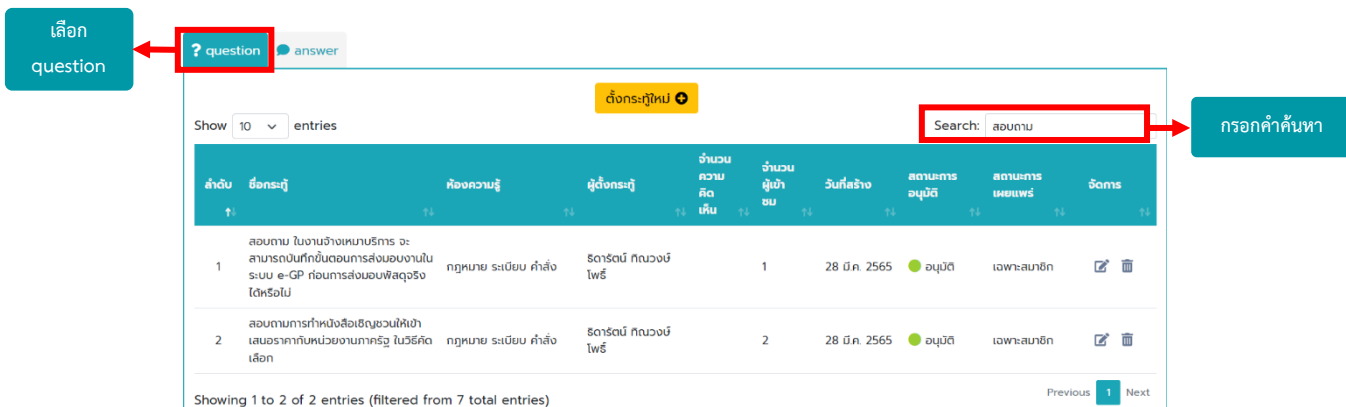 เลือก
question
? question
answer
ตั้งกระทู้ใหม่
Show 10 entries
Search: สอบถาม
กรอกคำค้นหา
ลำดับ
ชื่อกระทู้
ห้องความรู้
ผู้ตั้งกระทู้
จำนวน
ความ
คิด
เห็น
จำนวน
ผู้เข้า
ชม
วันที่สร้าง
สถานะการ
อนุมัติ
สถานะการ
เผยแพร่
จัดการ
1
สอบถาม ในงานจ้างเหมาบริการ จะ
สามารถบันทึกขั้นตอนการส่งมอบงานใน
ระบบ e-GP ก่อนการส่งมอบพัสดุจริง
ได้หรือไม่
กฎหมาย ระเบียบ คำสั่ง
ธิดารัตน์ ทิณวงษ์
โพธิ์
1
28 มี.ค. 2565
อนุมัติ
เฉพาะสมาชิก
2
สอบถามการทำหนังสือเชิญชวนให้เข้า
เสนอราคากับหน่วยงานภาครัฐ ในวิธีคัด
เลือก
กฎหมาย ระเบียบ คำสั่ง
ธิดารัตน์ ทิณวงษ์
โพธิ์
2
28 มี.ค. 2565
อนุมัติ
เฉพาะสมาชิก
Showing 1 to 2 of 2 entries (filtered from 7 total entries)
Previous 1 Next